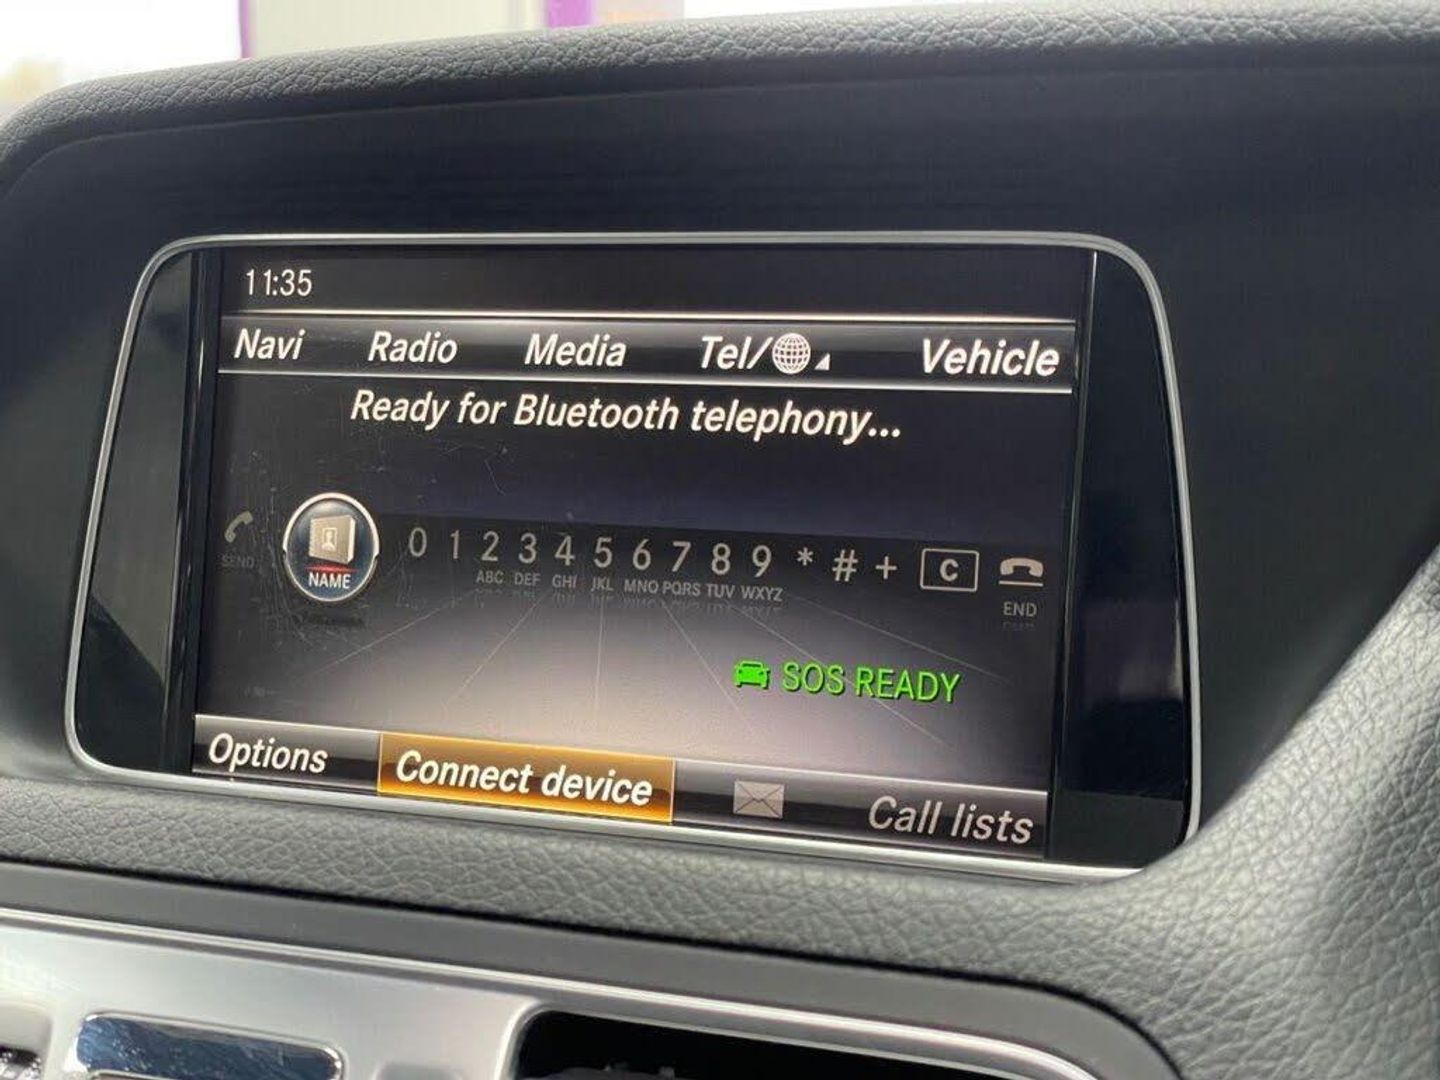 11:35
Navi Radio Media Tel/ Vehicle
Ready for Bluetooth telephony...
SEND NAME 0 1 2 3 4 5 6 7 8 9 * # + C END
ABC DEF GHI JKL MNO PQRS TUV WXYZ
SOS READY
Options Connect device Call lists